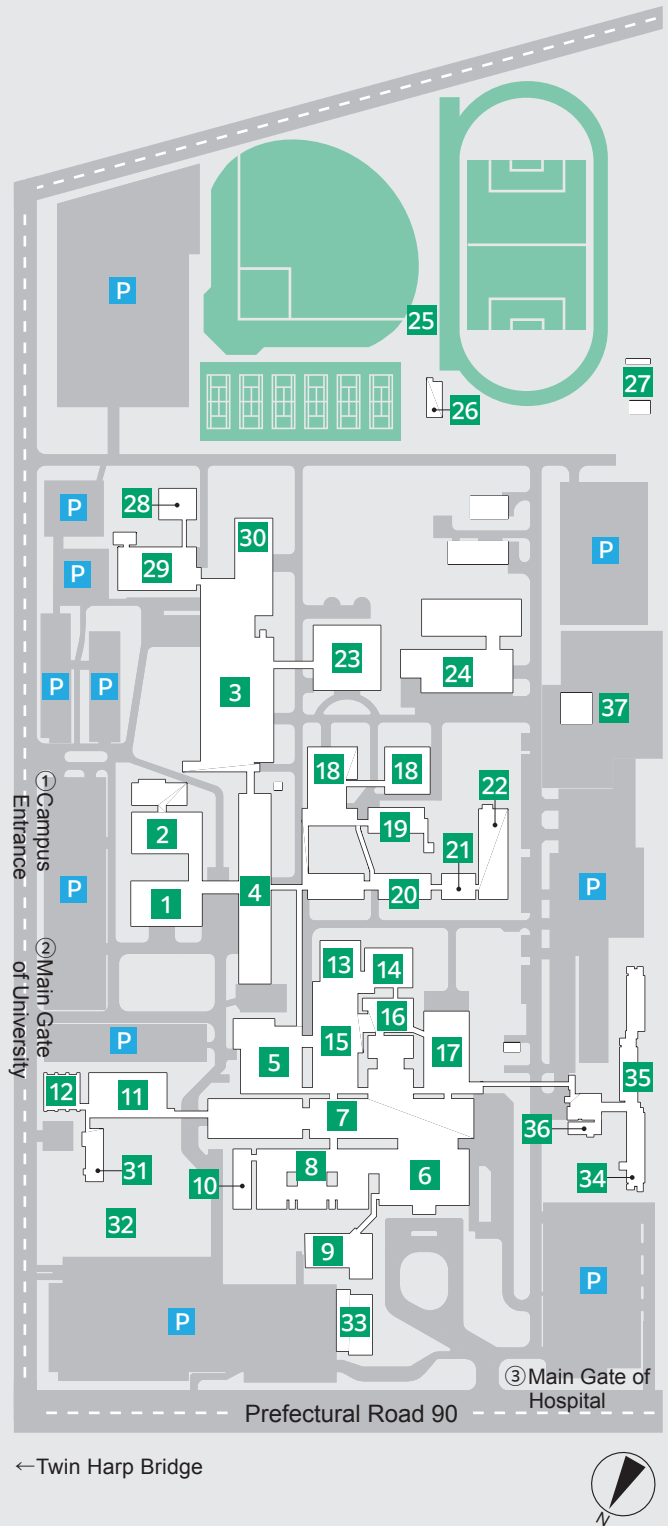 P
25
27
26
28
P
30
P
29
P
23
3
24
P
P
37
18
18
22
①Campus
Entrance
2
19
21
P
1
4
20
P
②Main Gate
of University
13
14
16
P
5
15
17
12
11
7
35
36
31
8
6
10
34
32
9
P
P
33
③Main Gate of
Hospital
Prefectural Road 90
←Twin Harp Bridge
N